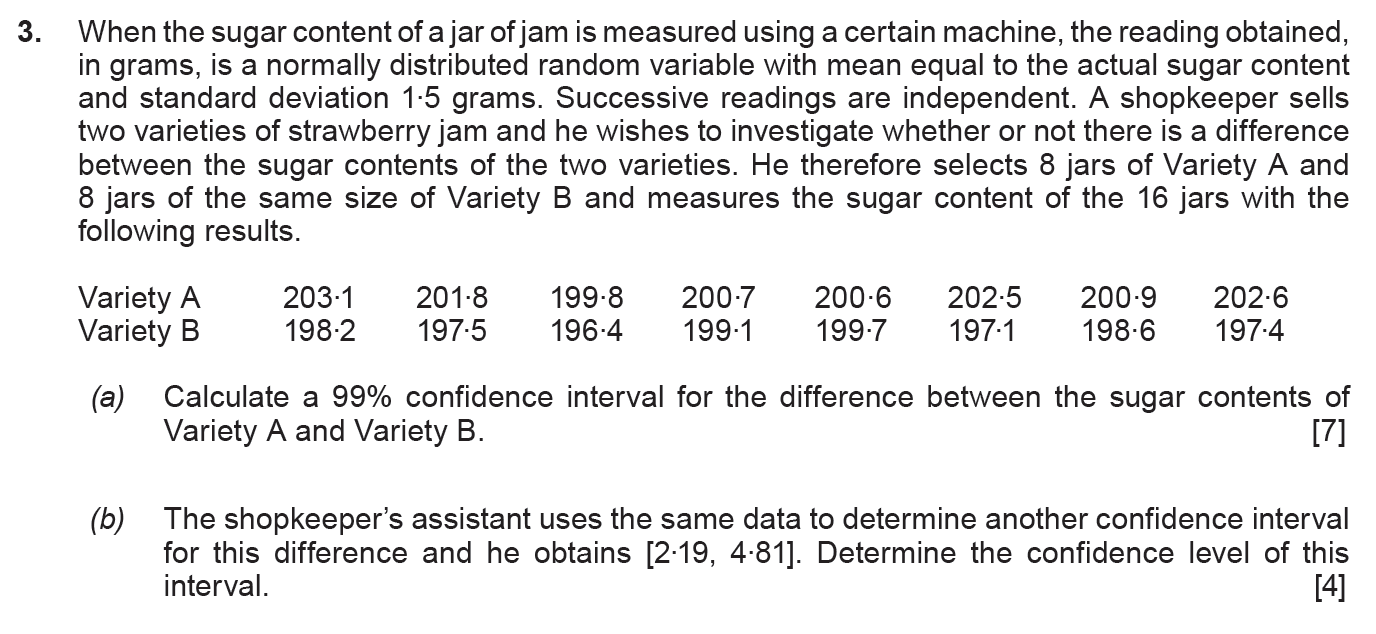 3. When the sugar content of a jar of jam is measured using a certain machine, the reading obtained,
in grams, is a normally distributed random variable with mean equal to the actual sugar content
and standard deviation 1·5 grams. Successive readings are independent. A shopkeeper sells
two varieties of strawberry jam and he wishes to investigate whether or not there is a difference
between the sugar contents of the two varieties. He therefore selects 8 jars of Variety A and
8 jars of the same size of Variety B and measures the sugar content of the 16 jars with the
following results.
Variety A 203·1 201·8 199·8 200·7 200·6 202·5 200·9 202·6
Variety B 198·2 197·5 196·4 199·1 199·7 197·1 198·6 197·4
(a) Calculate a 99% confidence interval for the difference between the sugar contents of
Variety A and Variety B. [7]
(b) The shopkeeper’s assistant uses the same data to determine another confidence interval
for this difference and he obtains [2·19, 4·81]. Determine the confidence level of this
interval. [4]